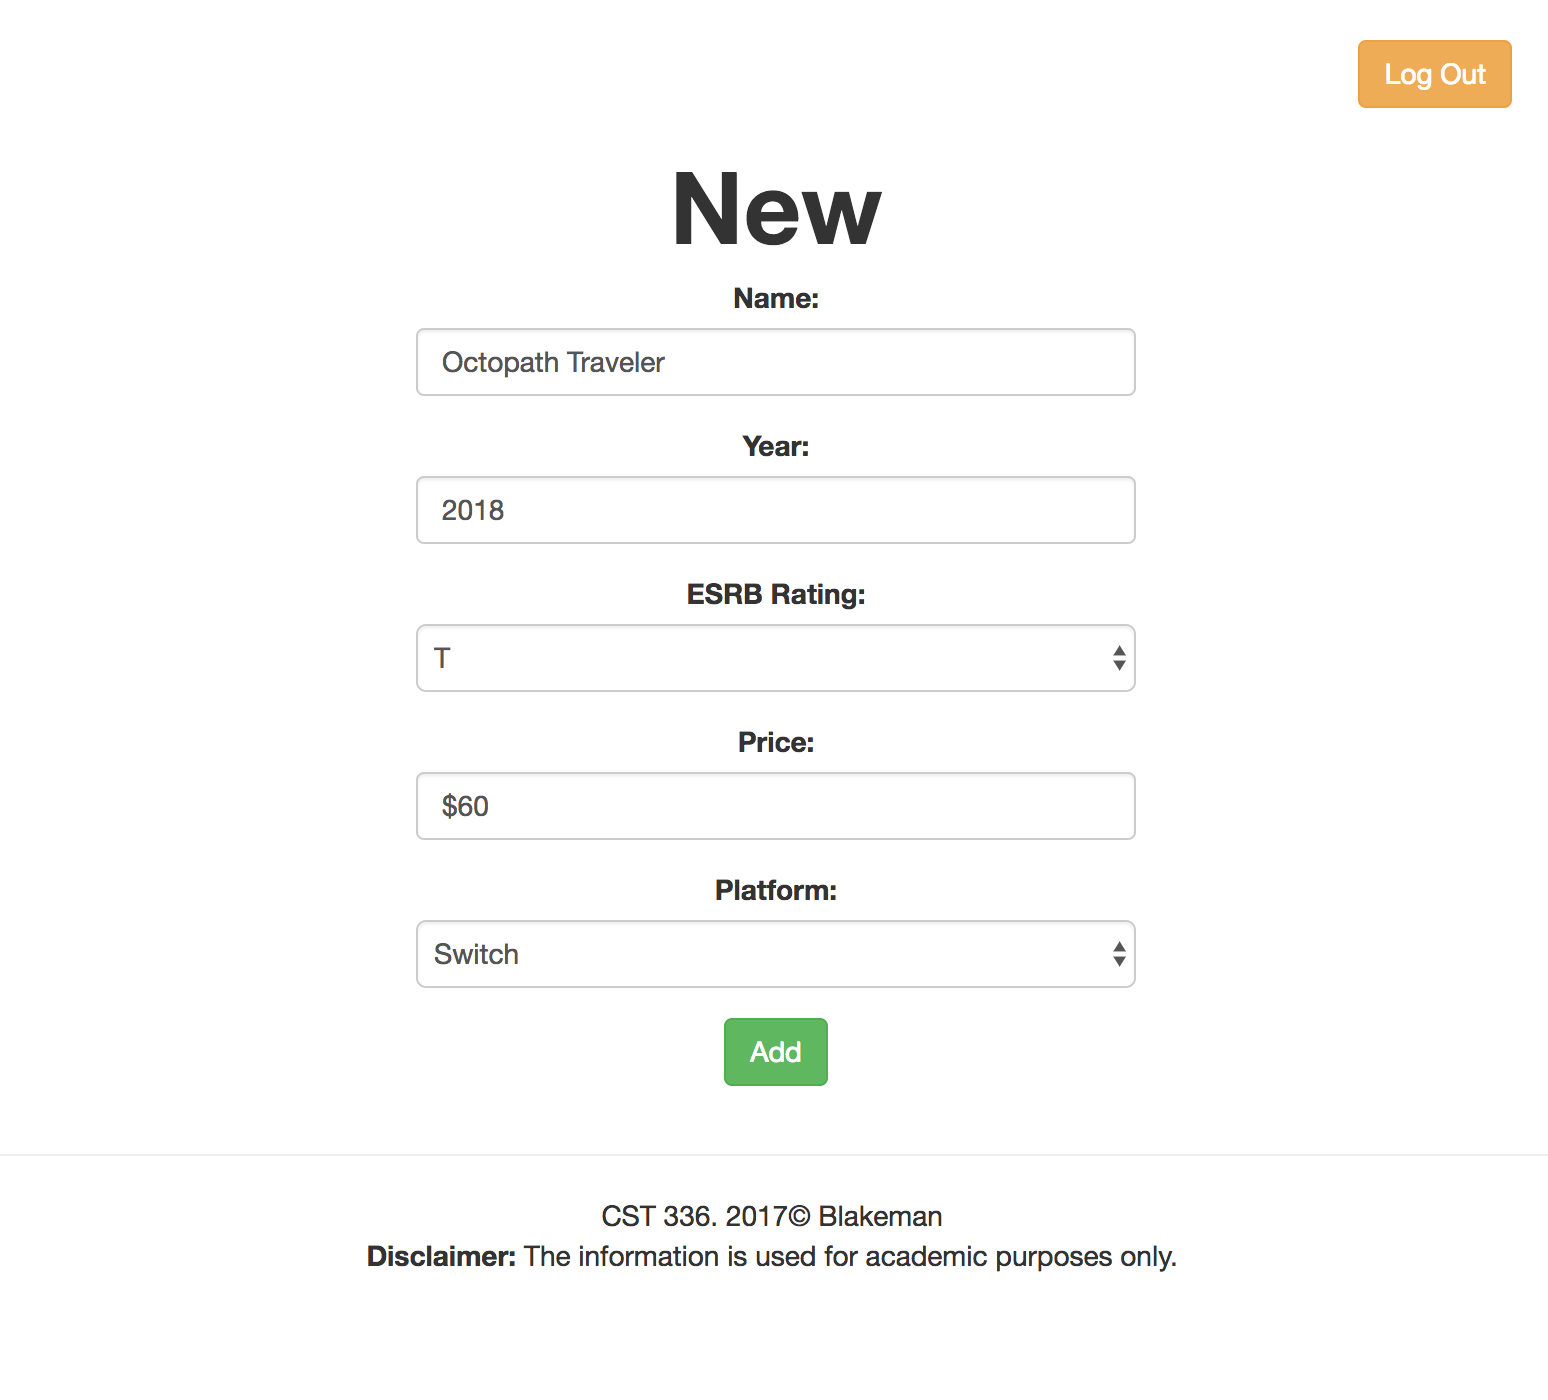 Log Out
New
Name:
Octopath Traveler
Year:
2018
ESRB Rating:
T
Price:
$60
Platform:
Switch
Add
CST 336. 2017© Blakeman
Disclaimer: The information is used for academic purposes only.